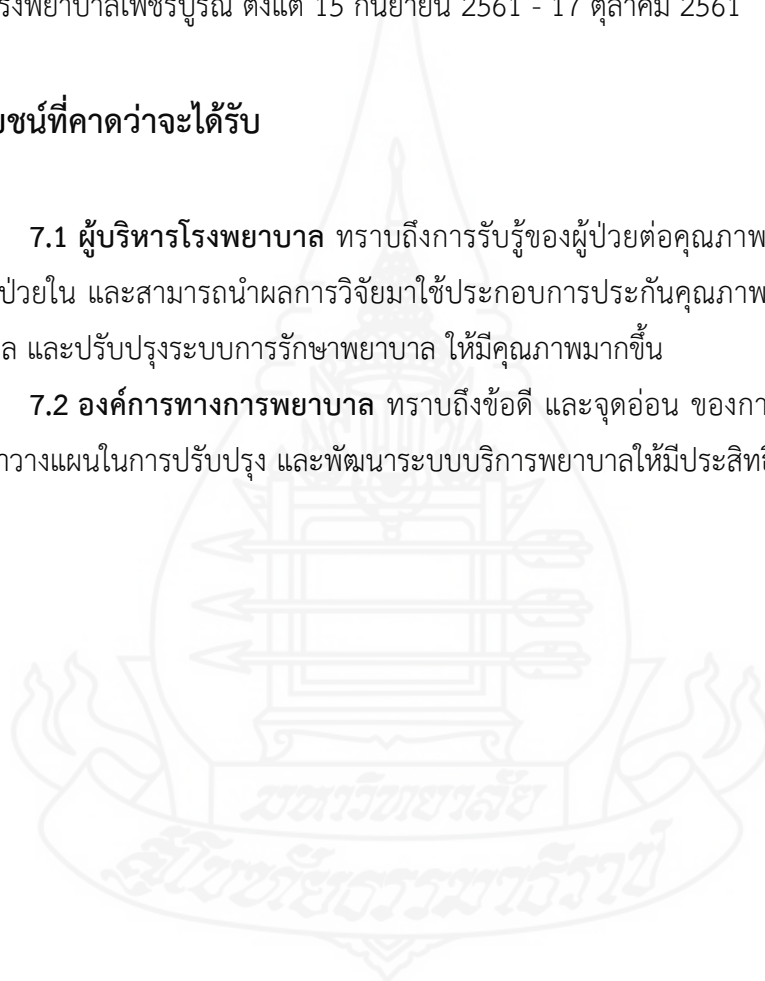 รงพยาบาลเพชรบูรณ์ ตั้งแต่ 15 กันยายน 2561 - 17 ตุลาคม 2561
ยชน์ที่คาดว่าจะได้รับ
7.1 ผู้บริหารโรงพยาบาล ทราบถึงการรับรู้ของผู้ป่วยต่อคุณภาพ
ป่วยใน และสามารถนำผลการวิจัยมาใช้ประกอบการประกันคุณภาพ
ล และปรับปรุงระบบการรักษาพยาบาล ให้มีคุณภาพมากขึ้น
7.2 องค์การทางการพยาบาล ทราบถึงข้อดี และจุดอ่อน ของกา
าวางแผนในการปรับปรุง และพัฒนาระบบบริการพยาบาลให้มีประสิท
มหาวิทยาลัย
สุโขทัยธรรมาธิราช